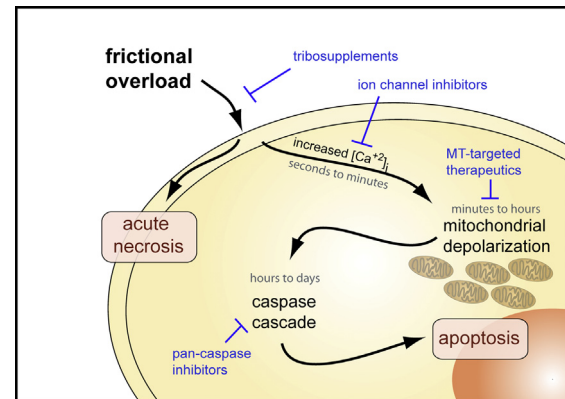 frictional
overload
tribosupplements
ion channel inhibitors
increased [Ca+2]i
seconds to minutes
MT-targeted
therapeutics
acute
necrosis
minutes to hours
mitochondrial
depolarization
hours to days
caspase
cascade
pan-caspase
inhibitors
apoptosis